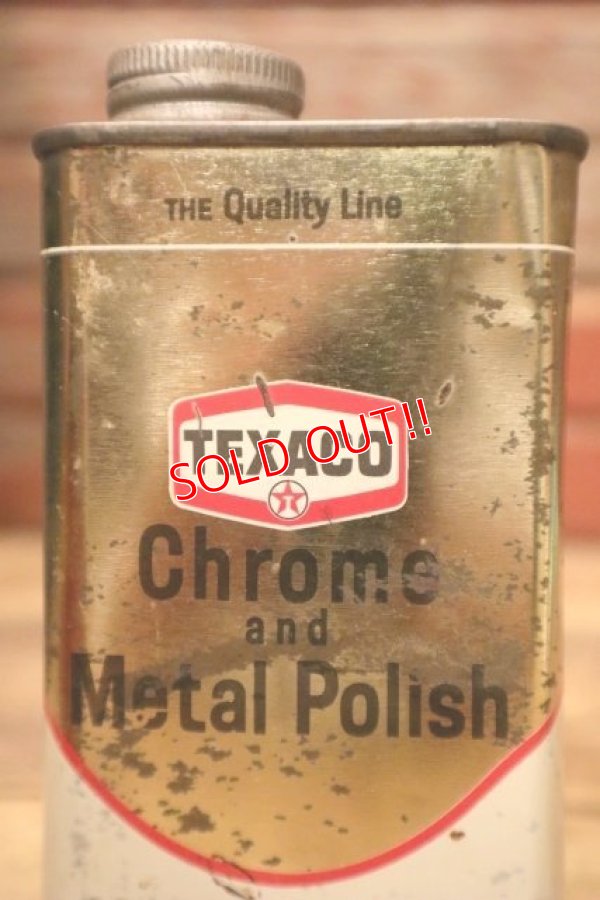 THE Quality Line
TEXACO
T
SOLD OUT!!
Chrome
and
Metal Polish